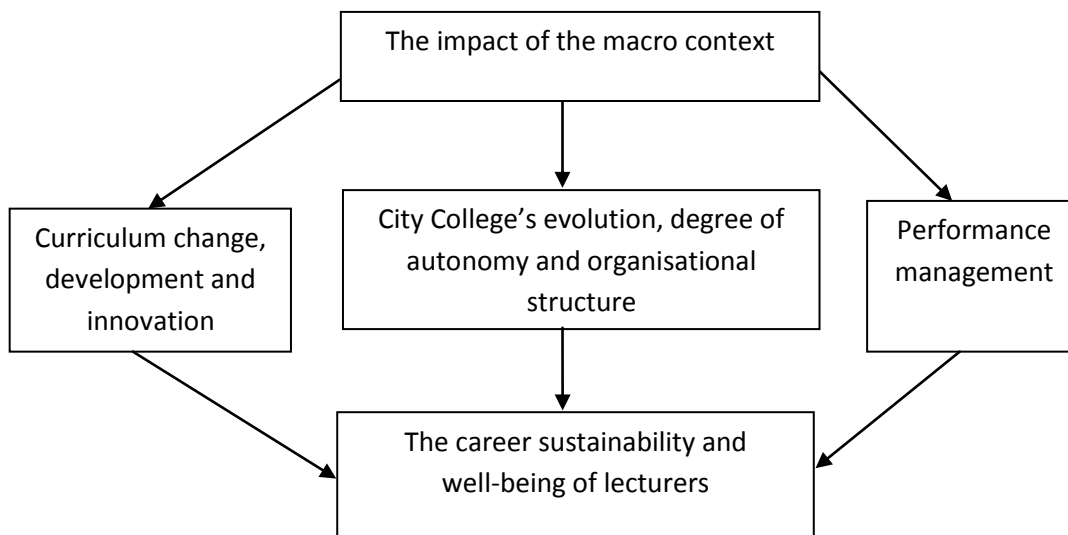 The impact of the macro context
Curriculum change,
development and
innovation
City College’s evolution, degree of
autonomy and organisational
structure
Performance
management
The career sustainability and
well-being of lecturers